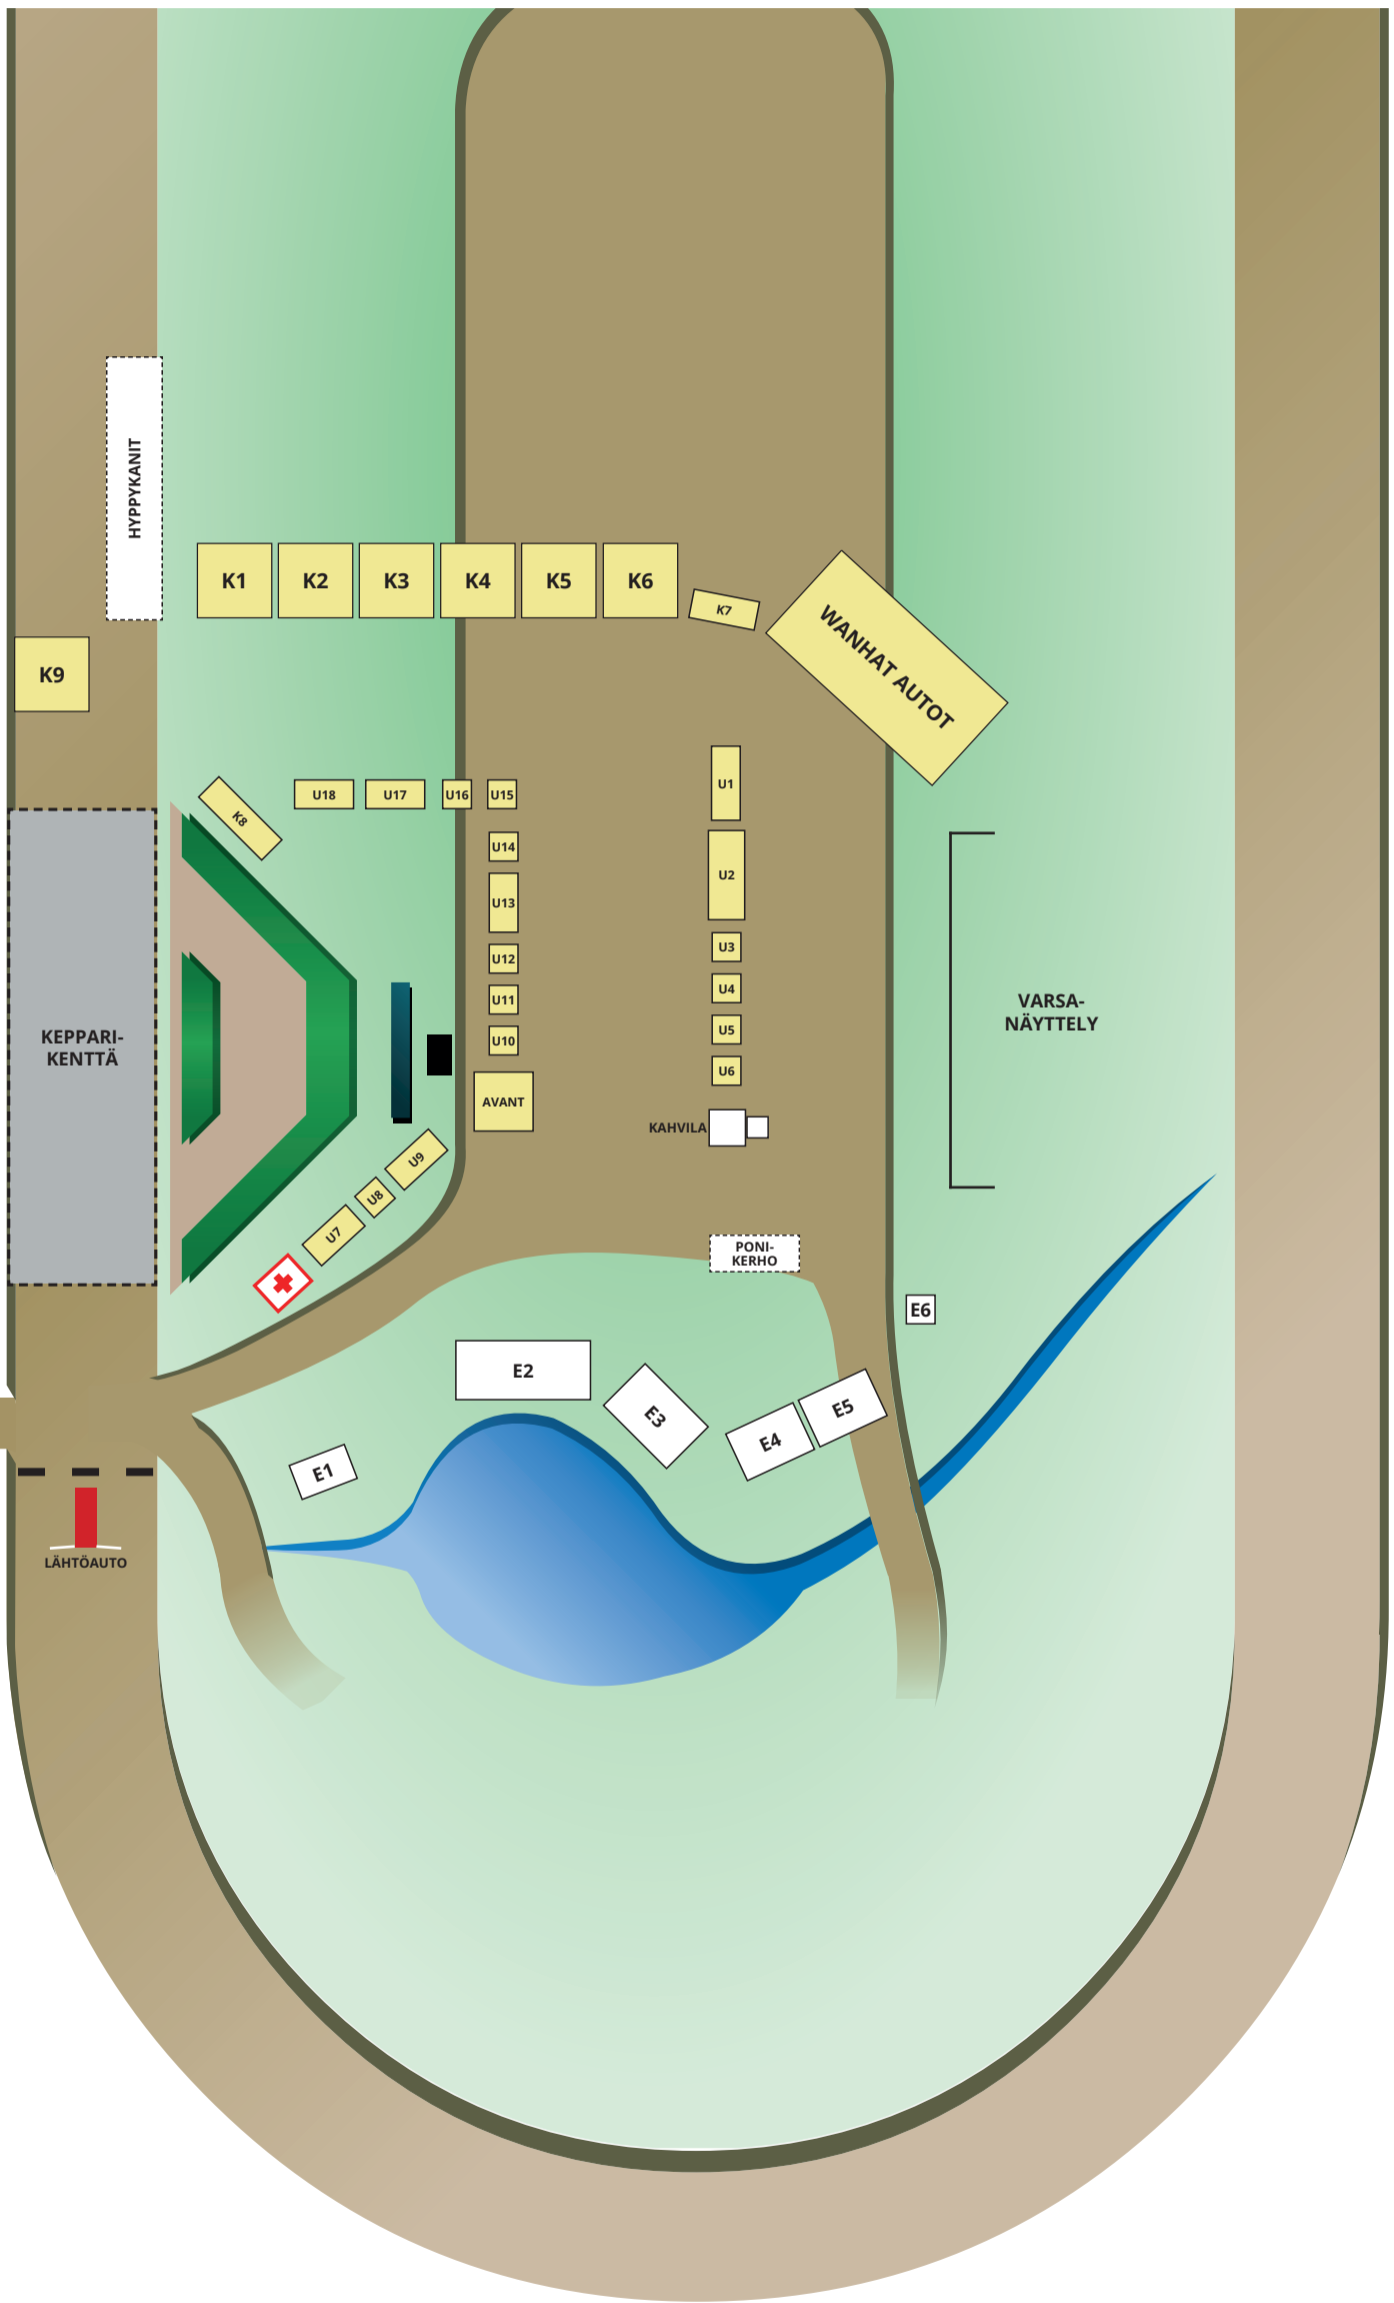 HYPPYKANIT
K1
K2
K3
K4
K5
K6
K7
WANHAT AUTOT
K9
K8
U18
U17
U16
U15
U1
U14
U2
U13
U3
U12
U4
U11
U5
U10
U6
AVANT
KAHVILA
KEPPARI-
KENTTÄ
VARSA-
NÄYTTELY
U9
U8
U7
PONI-
KERHO
E6
E2
E3
E4
E5
E1
LÄHTÖAUTO